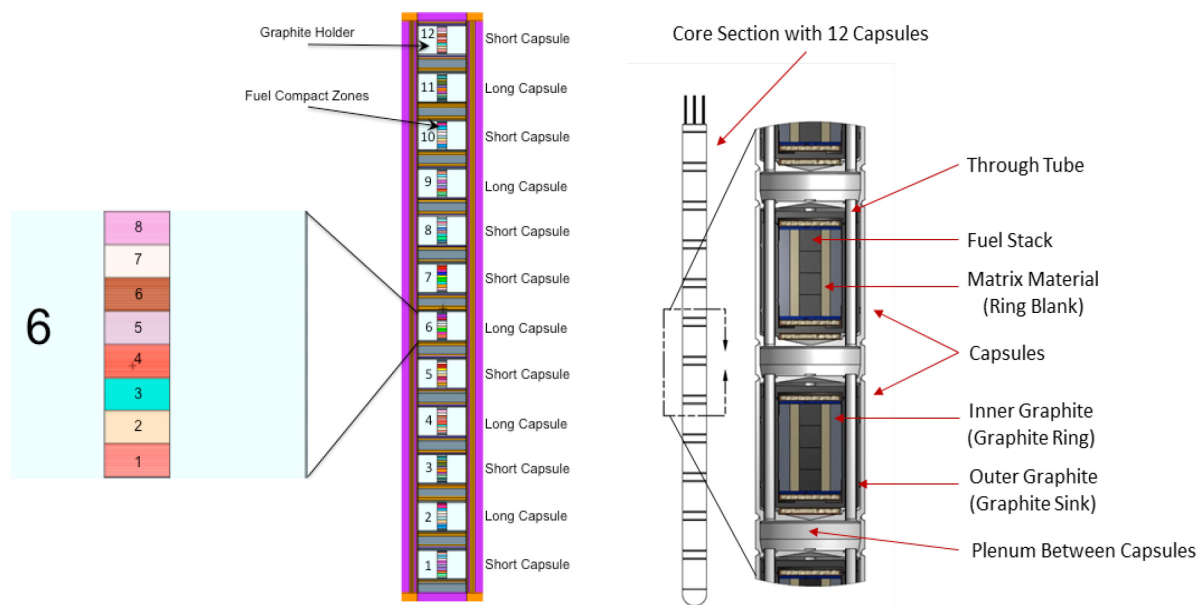 Graphite Holder
Fuel Compact Zones
12
Short Capsule
11
Long Capsule
10
Short Capsule
9
Long Capsule
8
Short Capsule
7
Short Capsule
6
Long Capsule
5
Short Capsule
4
Long Capsule
3
Short Capsule
2
Long Capsule
1
Short Capsule
6
8
7
6
5
4
3
2
1
Core Section with 12 Capsules
Through Tube
Fuel Stack
Matrix Material
(Ring Blank)
Capsules
Inner Graphite
(Graphite Ring)
Outer Graphite
(Graphite Sink)
Plenum Between Capsules